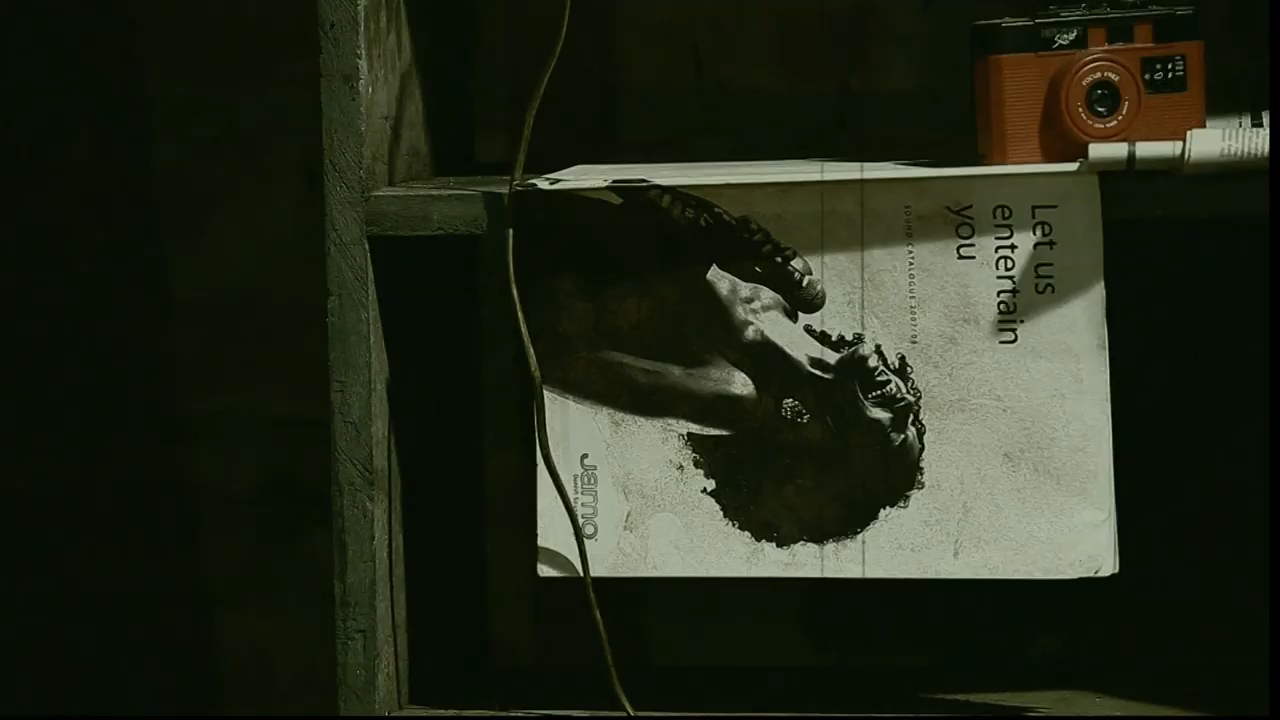 FOCUS FREE
Let us
entertain
you
SOUND CATALOGUE 2007/08
JAMO